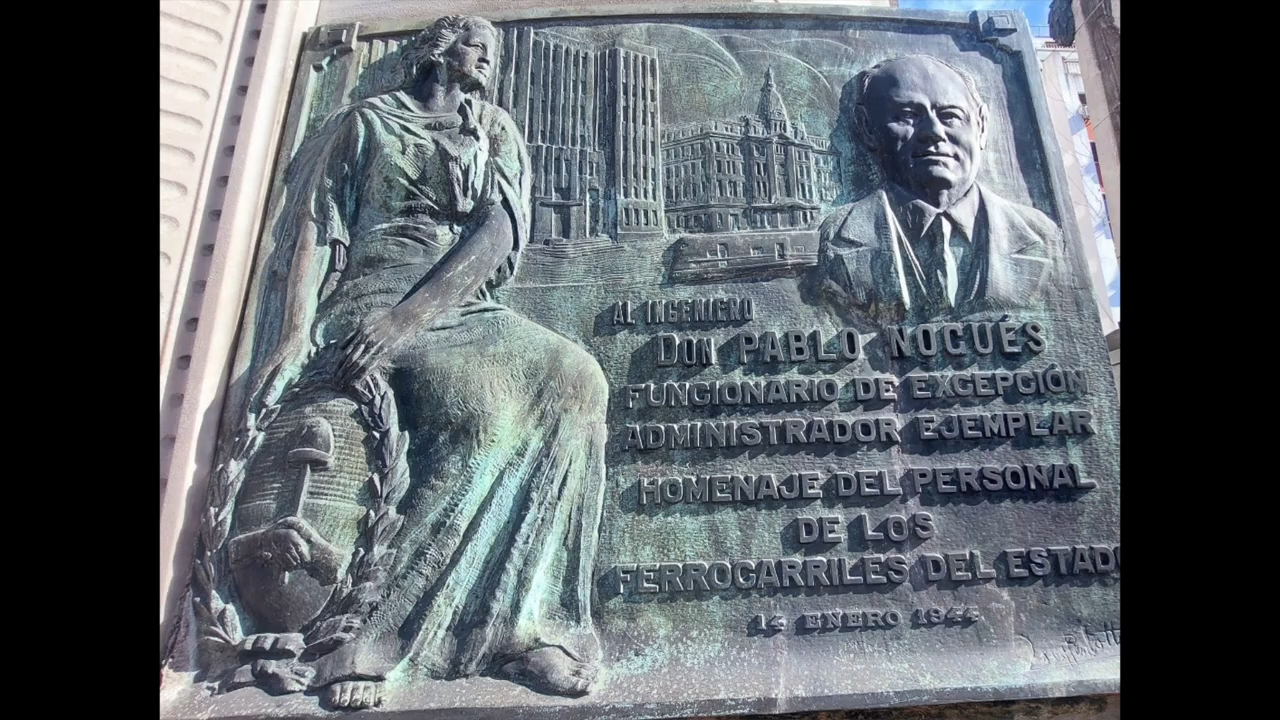 AL INGENIERO
DON PABLO NOGUÉS
FUNCIONARIO DE EXCEPCIÓN
ADMINISTRADOR EJEMPLAR
HOMENAJE DEL PERSONAL
DE LOS
FERROCARRILES DEL ESTADO
14 ENERO 1944